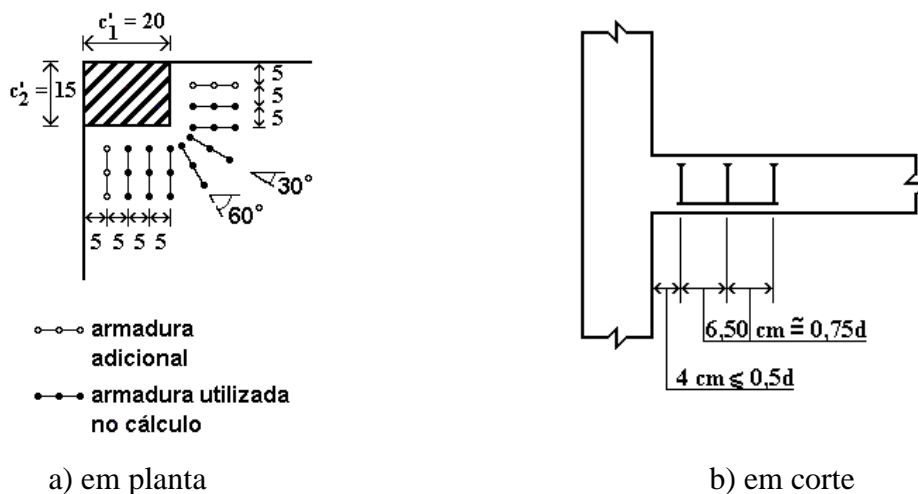 c'1 = 20
c'2 = 15
5
5
5
30°
60°
5 5 5 5
armadura
adicional
armadura utilizada
no cálculo
a) em planta
6,50 cm ≅ 0,75d
4 cm ⩽ 0,5d
b) em corte